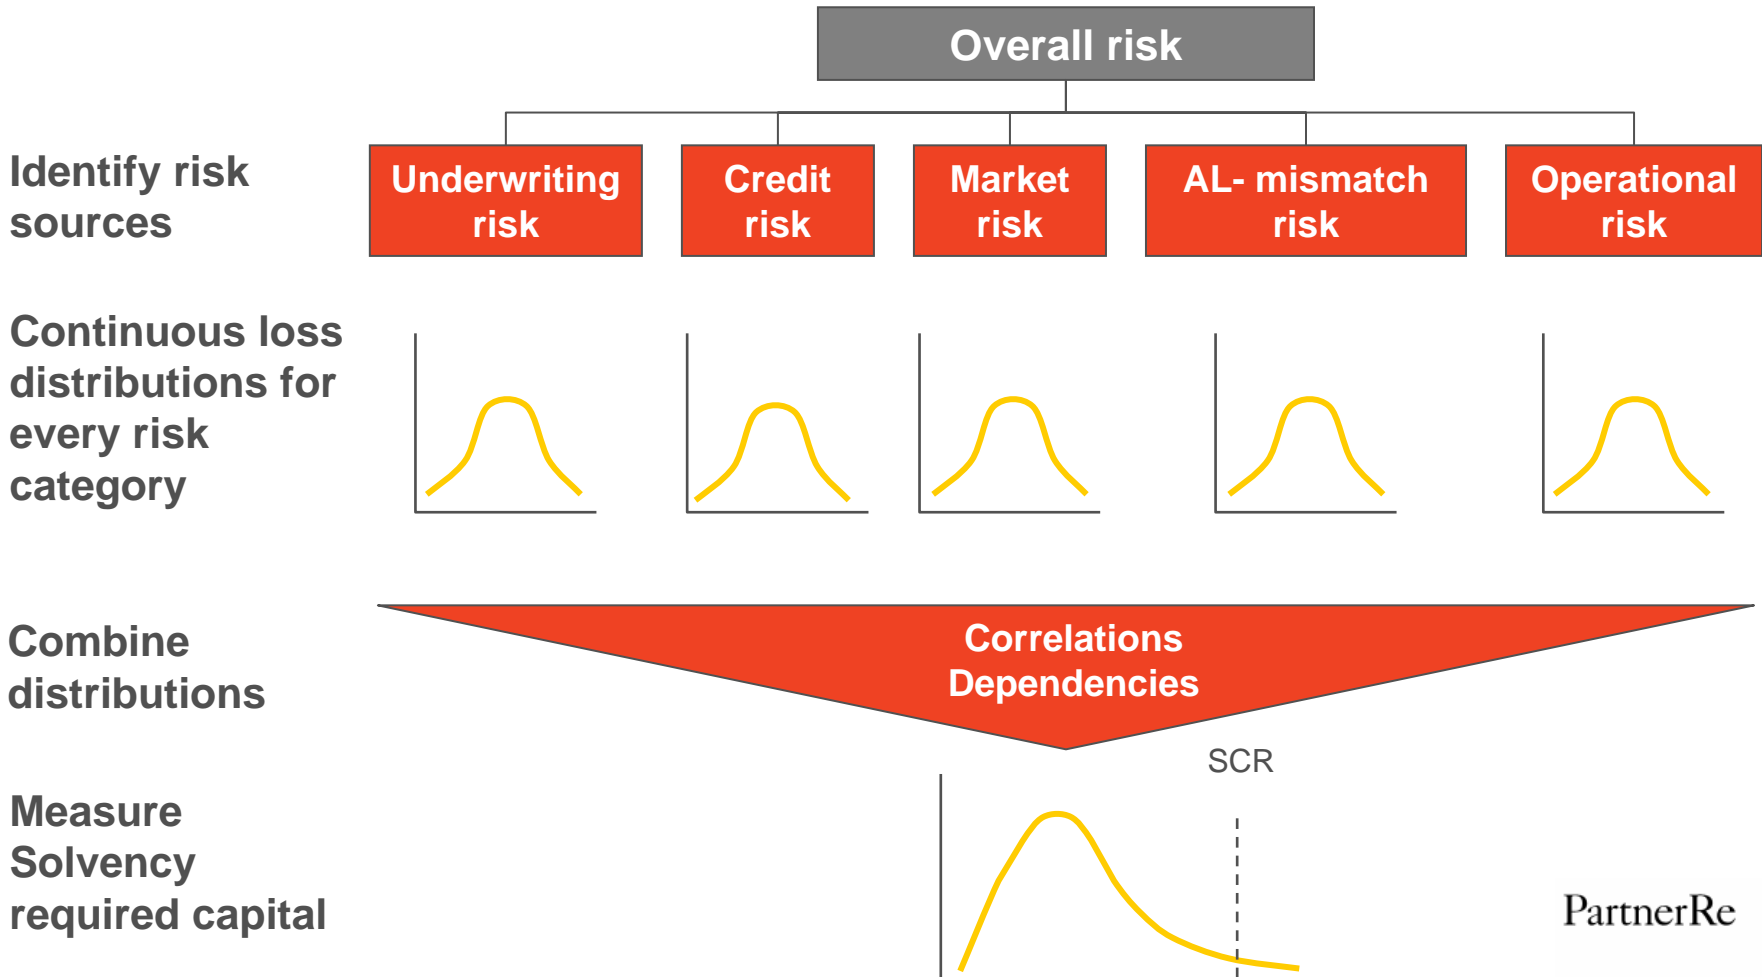 Overall risk
Identify risk
sources
Underwriting
risk
Credit
risk
Market
risk
AL- mismatch
risk
Operational
risk
Continuous loss
distributions for
every risk
category
Combine
distributions
Correlations
Dependencies
Measure
Solvency
required capital
SCR
PartnerRe